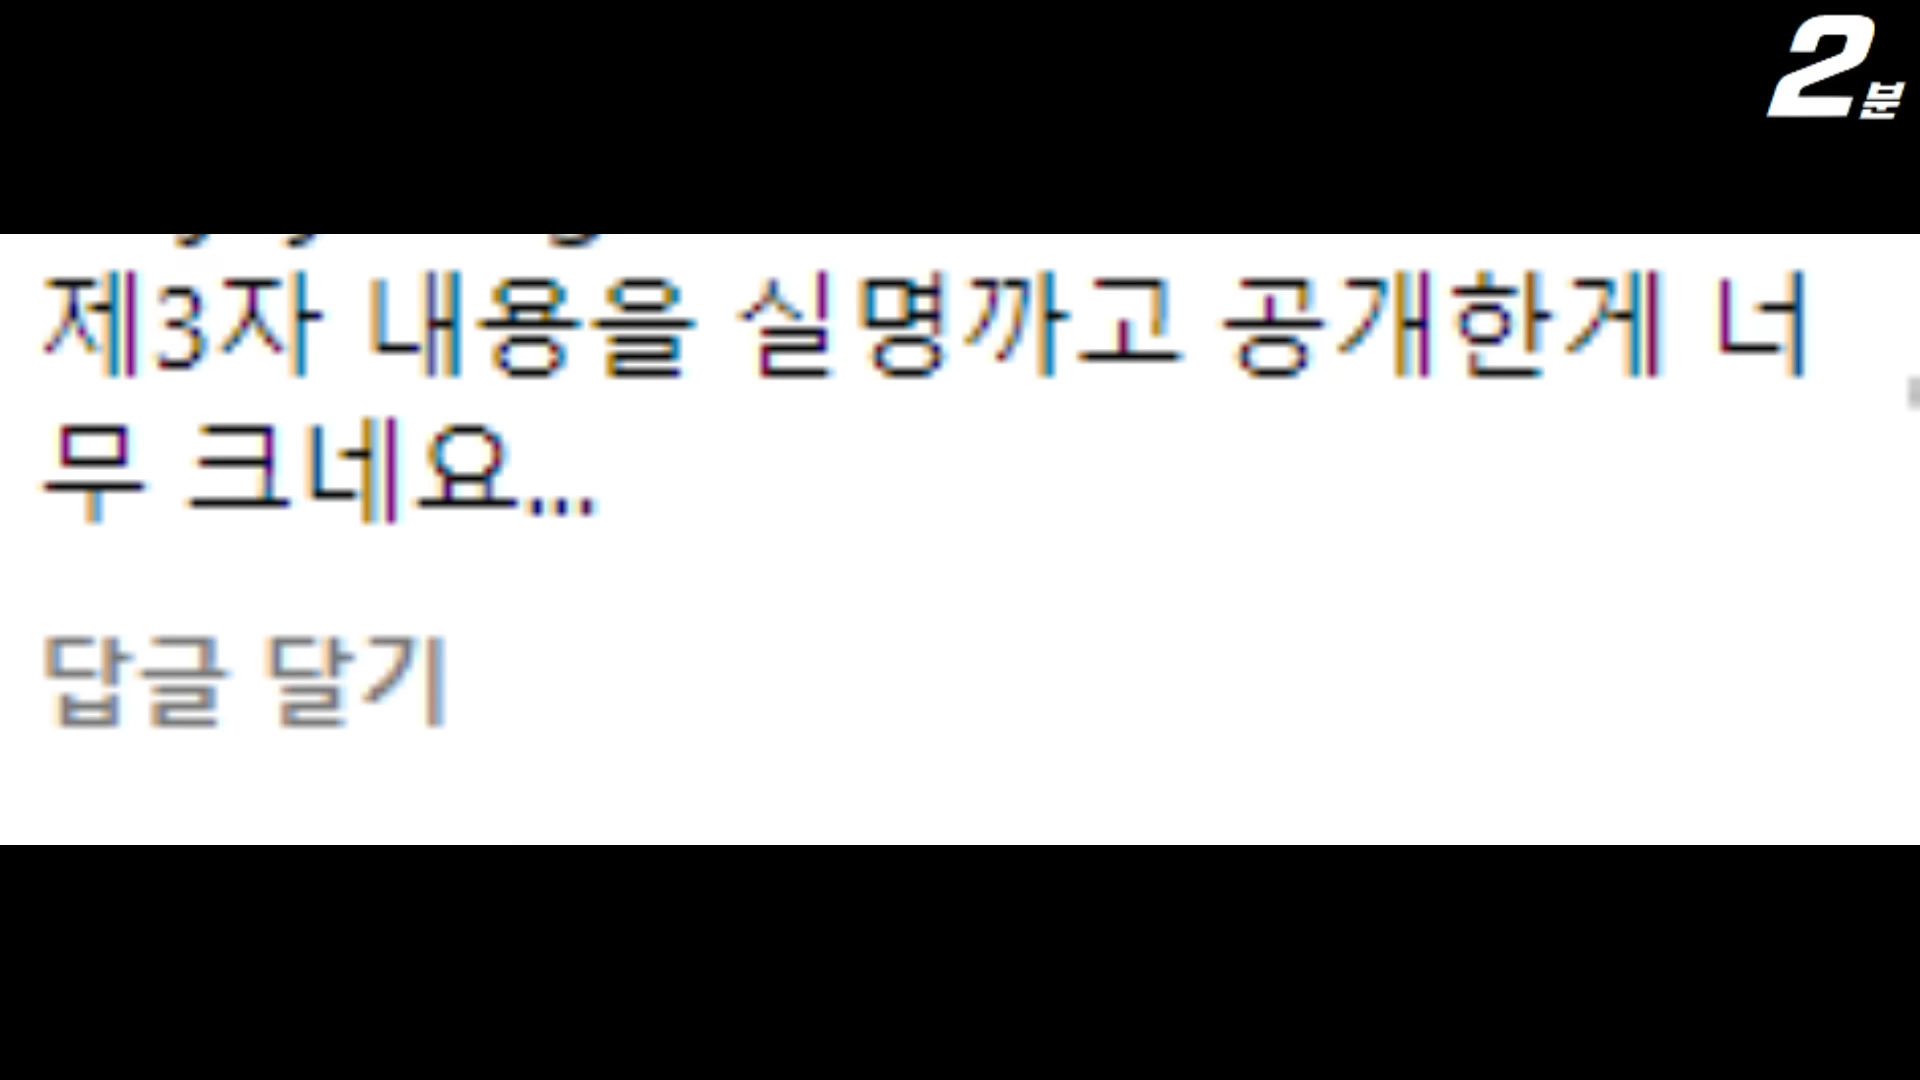 2분
제3자 내용을 실명까고 공개한게 너
무 크네요...
답글 달기